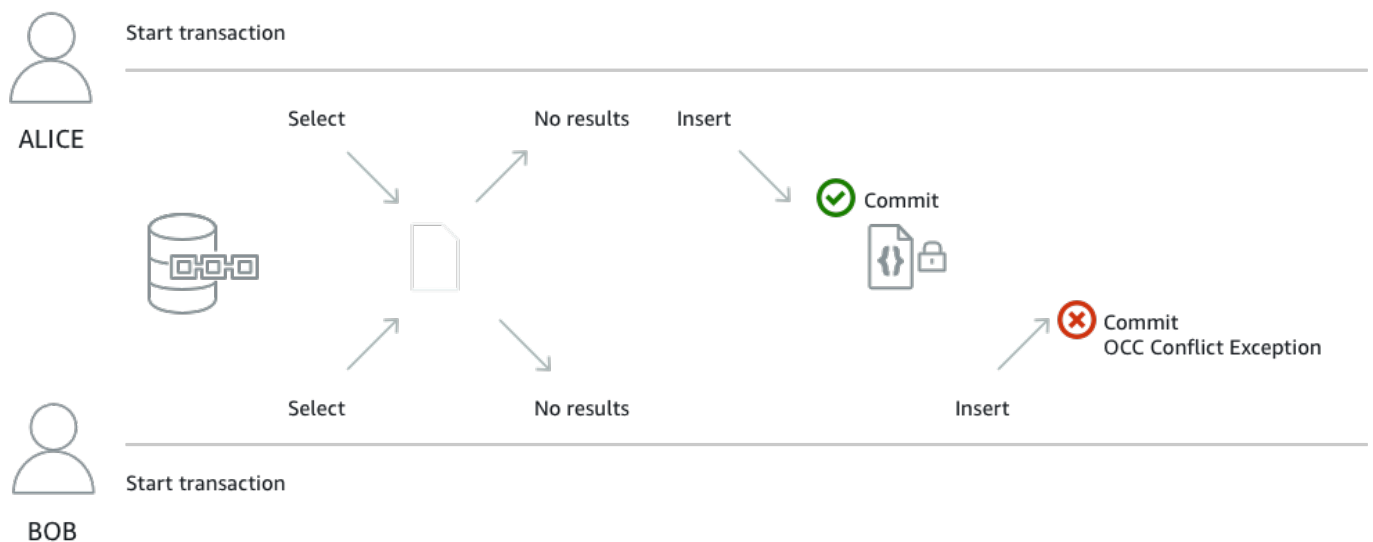 Start transaction
ALICE
Select
No results
Insert
Commit
{}
Commit
OCC Conflict Exception
Select
No results
Insert
Start transaction
BOB